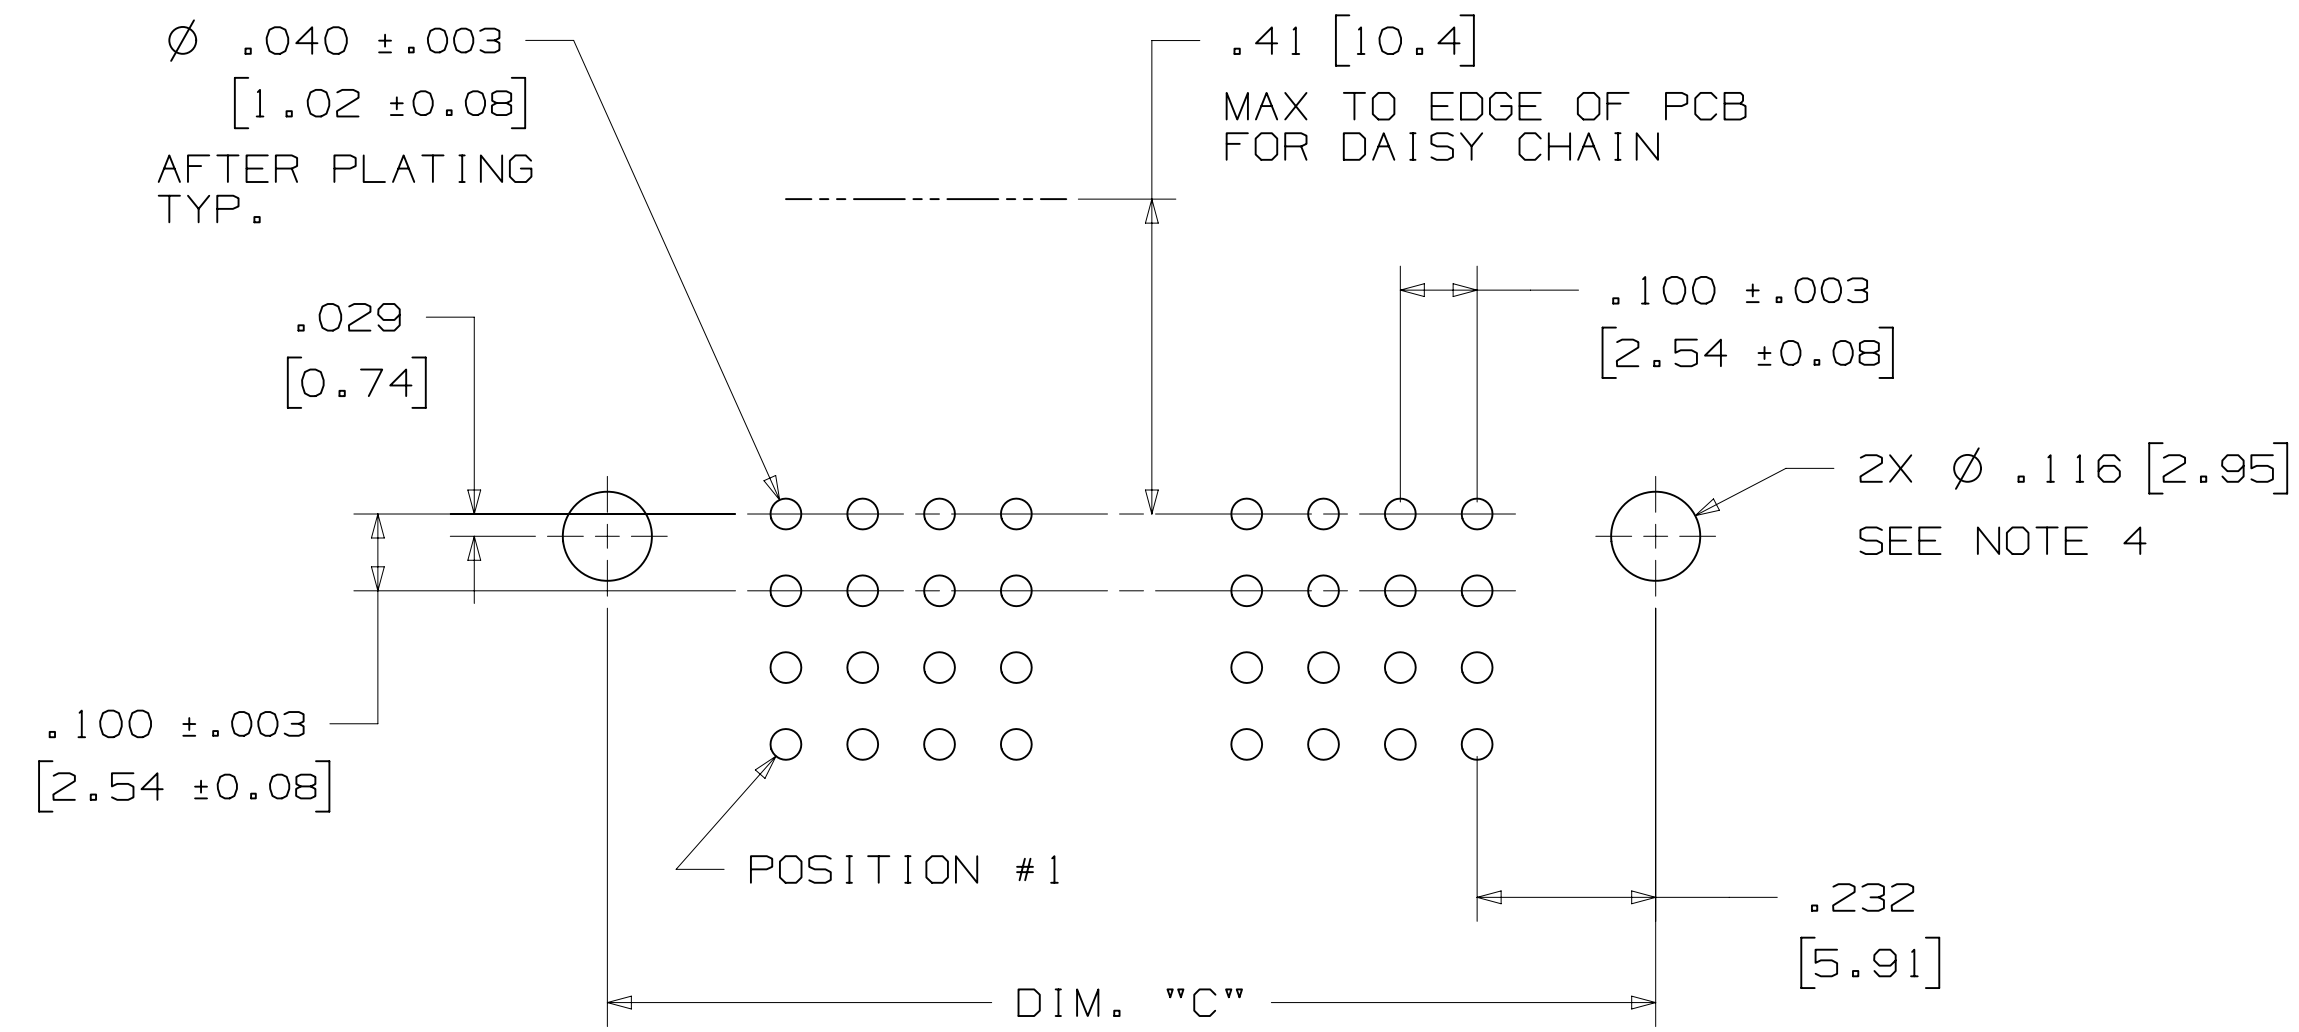 Ø .040 ±.003
[1.02 ±0.08]
AFTER PLATING
TYP.
.41 [10.4]
MAX TO EDGE OF PCB
FOR DAISY CHAIN
.029
[0.74]
.100 ±.003
[2.54 ±0.08]
2X Ø .116 [2.95]
SEE NOTE 4
.100 ±.003
[2.54 ±0.08]
POSITION #1
.232
[5.91]
DIM. "C"